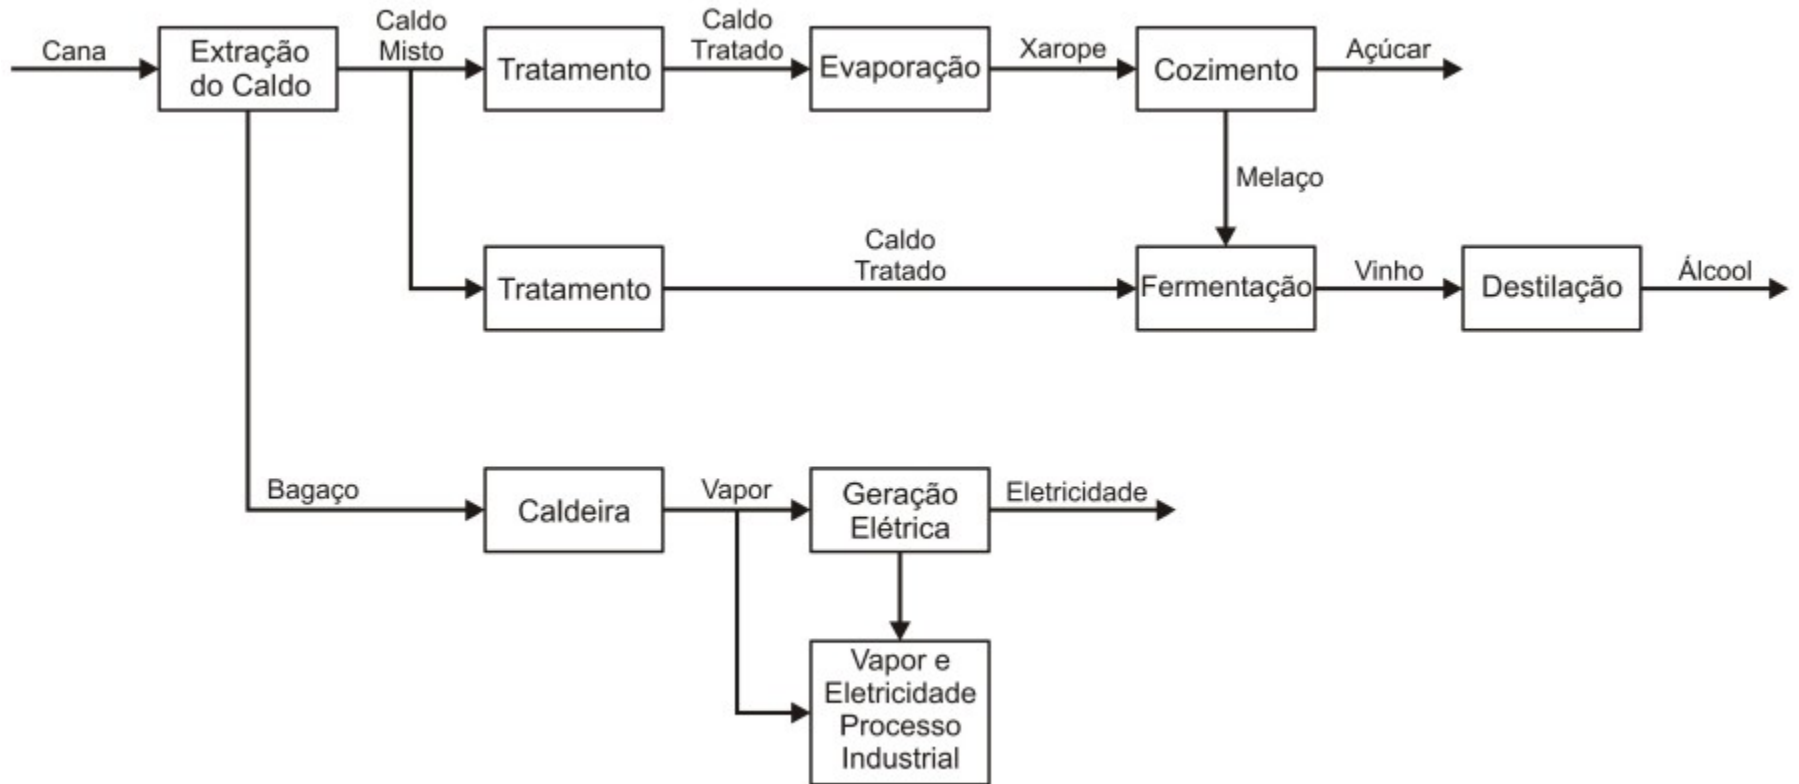 Cana
Extração
do Caldo
Caldo
Misto
Tratamento
Caldo
Tratado
Evaporação
Xarope
Cozimento
Açúcar
Melaço
Tratamento
Caldo
Tratado
Fermentação
Vinho
Destilação
Álcool
Bagaço
Caldeira
Vapor
Geração
Elétrica
Eletricidade
Vapor e
Eletricidade
Processo
Industrial